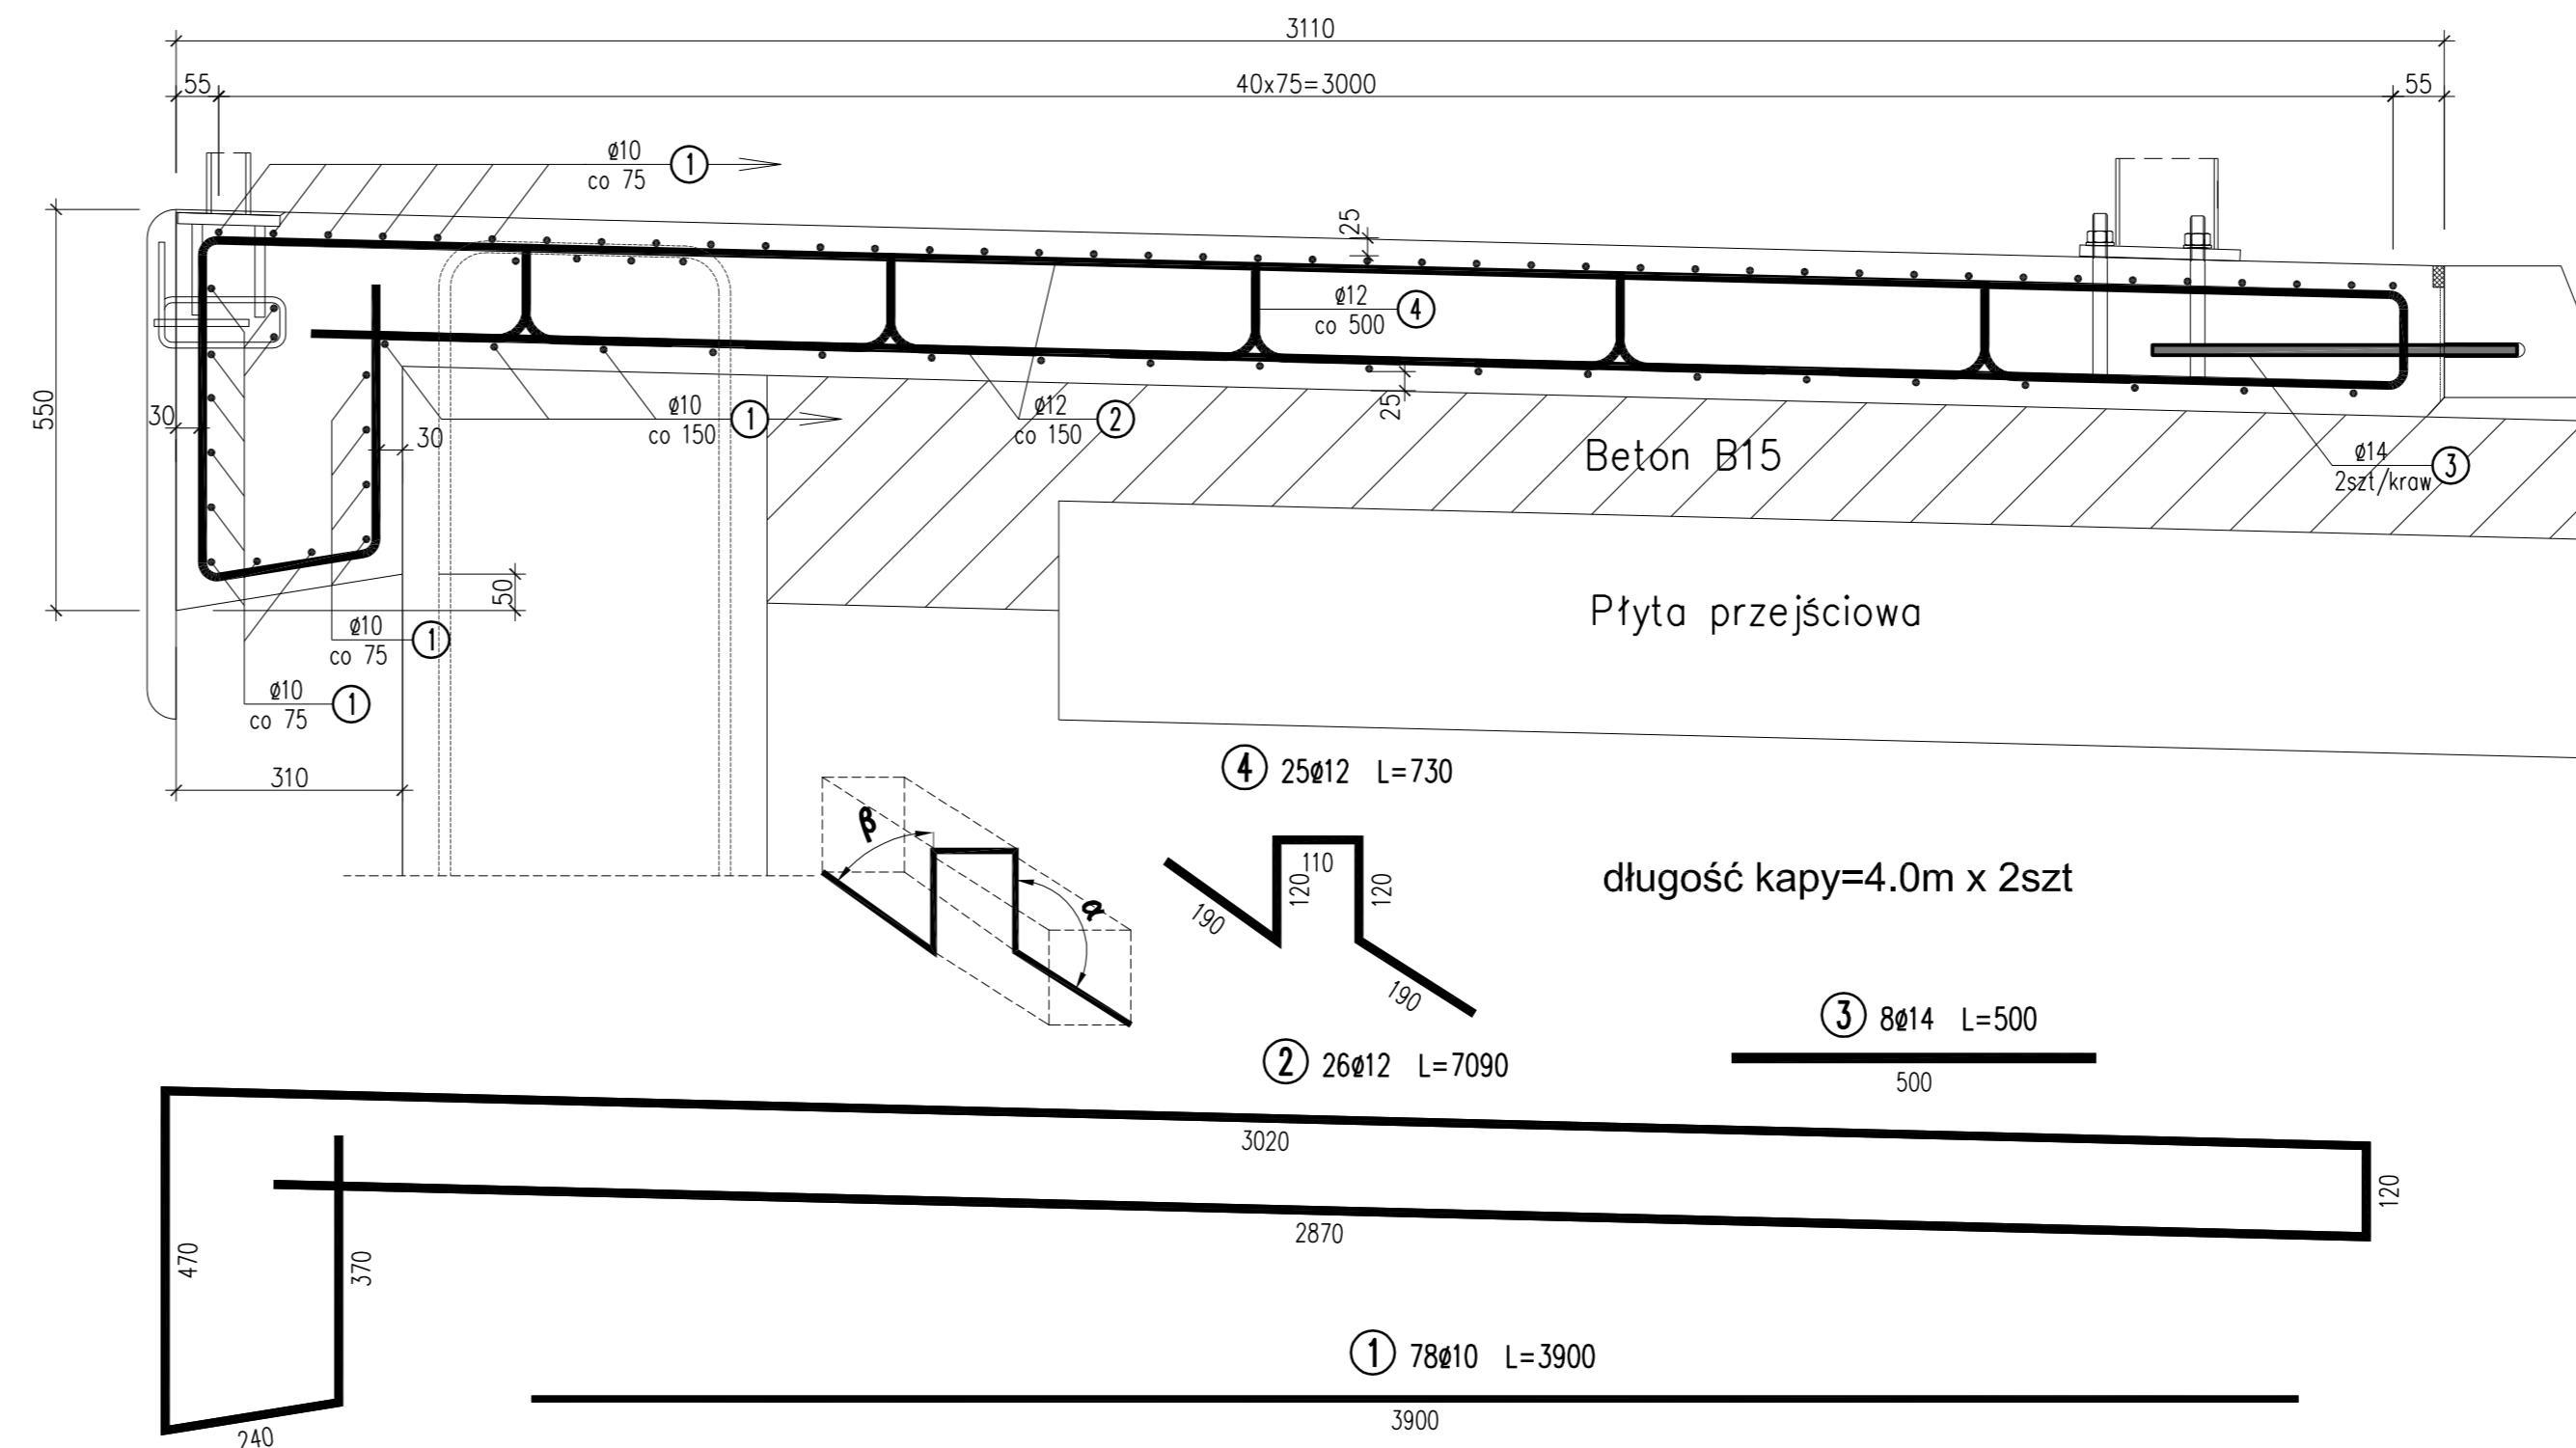 3110
55
40x75=3000
55
ø10
co 75
1
25
ø12
co 500
4
550
30
30
ø10
co 150
1
ø12
co 150
2
25
Beton B15
ø14
2szt/kraw
3
50
Płyta przejściowa
ø10
co 75
1
ø10
co 75
1
310
4 25ø12 L=730
β
α
110
120
120
190
190
długość kapy=4.0m x 2szt
3 8ø14 L=500
500
2 26ø12 L=7090
3020
120
2870
470
370
240
1 78ø10 L=3900
3900